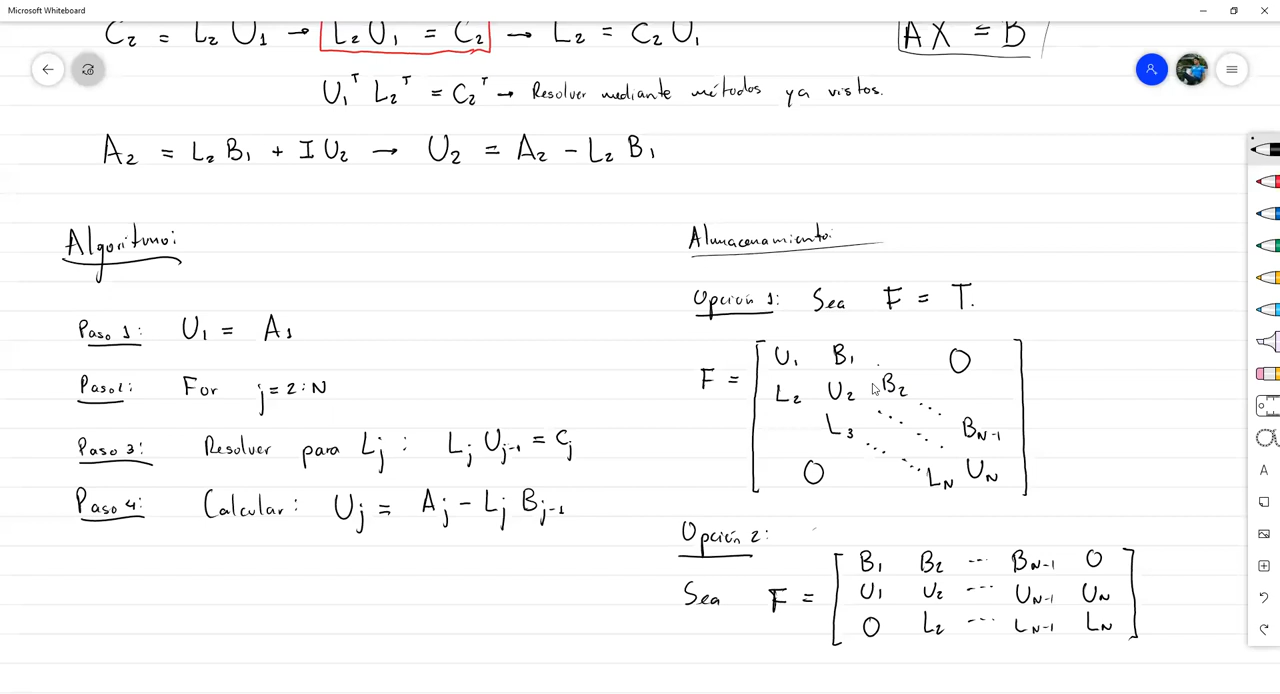 Microsoft Whiteboard
C₂ = L₂ U₁ → L₂ U₁ = C₂ → L₂ = C₂ U₁
A X = B
U₁ᵀ L₂ᵀ = C₂ᵀ → Resolver mediante métodos ya vistos.
A₂ = L₂ B₁ + I U₂ → U₂ = A₂ - L₂ B₁
Algoritmo:
Paso 1: U₁ = A₁
Paso 2: For j = 2:N
Paso 3: Resolver para Lⱼ : Lⱼ Uⱼ₋₁ = Cⱼ
Paso 4: Calcular: Uⱼ = Aⱼ - Lⱼ Bⱼ₋₁
Almacenamiento:
Opción 1: Sea F = T.
U₁ B₁ 0
F = L₂ U₂ B₂
L₃ B_N-1
0 L_N U_N
Opción 2:
B₁ B₂ ... B_N-1 0
Sea F = U₁ U₂ ... U_N-1 U_N
0 L₂ ... L_N-1 L_N
A